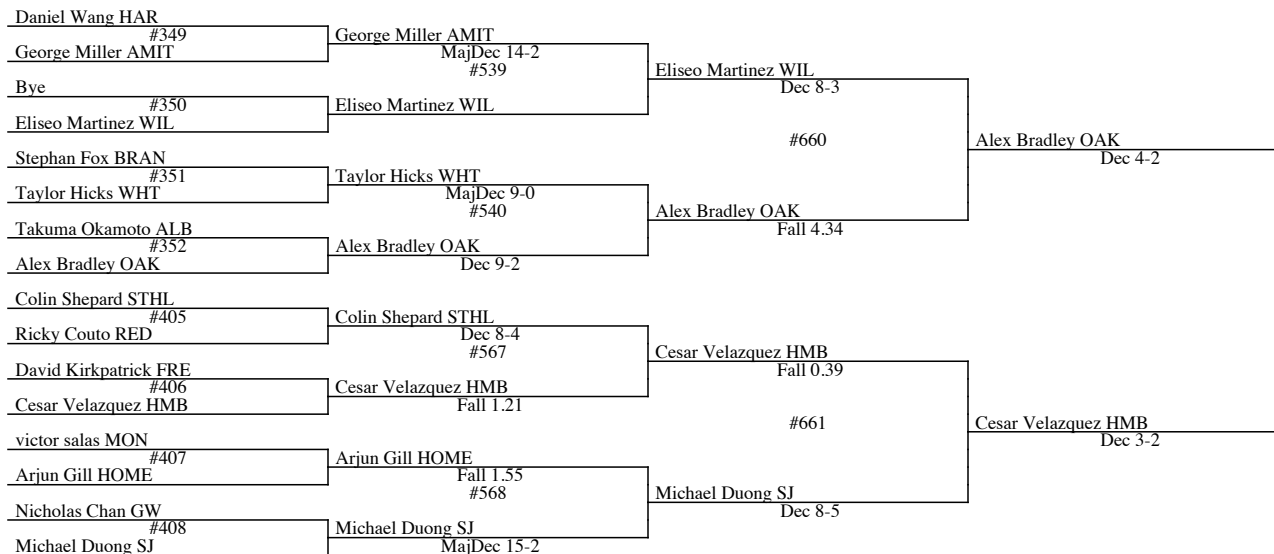 Daniel Wang HAR
#349
George Miller AMIT
Bye
#350
Eliseo Martinez WIL
Stephan Fox BRAN
#351
Taylor Hicks WHT
Takuma Okamoto ALB
#352
Alex Bradley OAK
Colin Shepard STHL
#405
Ricky Couto RED
David Kirkpatrick FRE
#406
Cesar Velazquez HMB
victor salas MON
#407
Arjun Gill HOME
Nicholas Chan GW
#408
Michael Duong SJ
George Miller AMIT
MajDec 14-2
#539
Eliseo Martinez WIL
Taylor Hicks WHT
MajDec 9-0
#540
Alex Bradley OAK
Dec 9-2
Colin Shepard STHL
Dec 8-4
#567
Cesar Velazquez HMB
Fall 1.21
Arjun Gill HOME
Fall 1.55
#568
Michael Duong SJ
MajDec 15-2
Eliseo Martinez WIL
Dec 8-3
#660
Alex Bradley OAK
Fall 4.34
Cesar Velazquez HMB
Fall 0.39
#661
Michael Duong SJ
Dec 8-5
Alex Bradley OAK
Dec 4-2
Cesar Velazquez HMB
Dec 3-2